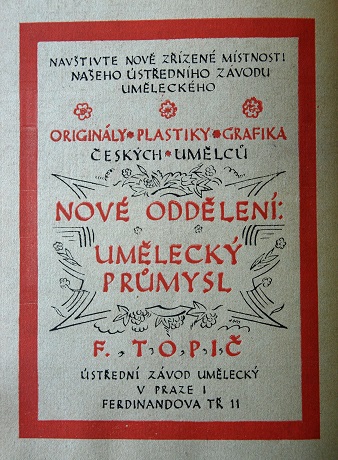 NAVŠTIVTE NOVĚ ZŘÍZENÉ MÍSTNOSTI
NAŠEHO ÚSTŘEDNÍHO ZÁVODU
UMĚLECKÉHO
ORIGINÁLY * PLASTIKY * GRAFIKA
ČESKÝCH · UMĚLCŮ
NOVÉ ODDĚLENÍ:
UMĚLECKÝ
PRŮMYSL
F. , T , O , P , I , Č
ÚSTŘEDNÍ ZÁVOD UMĚLECKÝ
V PRAZE I
FERDINANDOVA TŘ 11